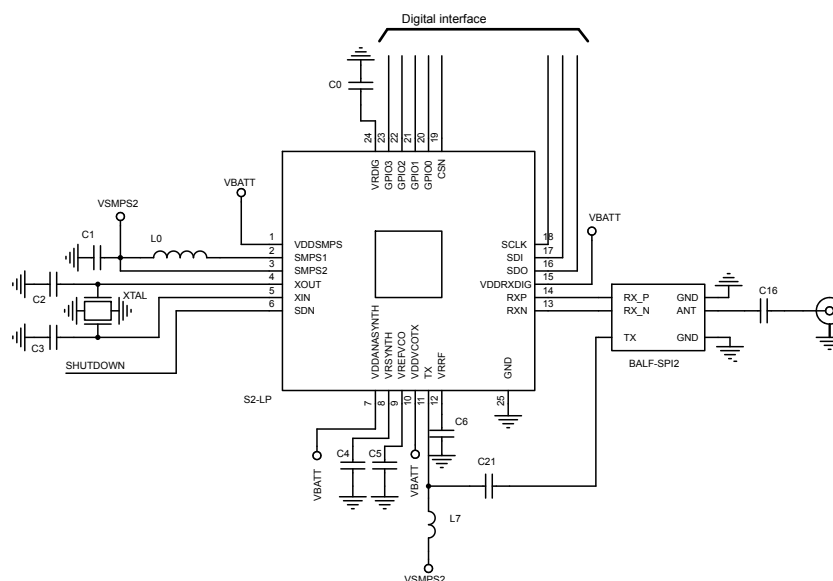 Digital interface
C0
24
23
22
21
20
19
VRDIG
GPIO3
GPIO2
GPIO1
GPIO0
CSN
VBATT
VSMPS2
C1
L0
1
2
3
4
5
6
VDDSMPS
SMPS1
SMPS2
XOUT
XIN
SDN
C2
XTAL
C3
SHUTDOWN
SCLK
SDI
SDO
VDDRXDIG
RXP
RXN
18
17
16
15
14
13
VBATT
RX_P
RX_N
TX
GND
ANT
GND
C16
BALF-SPI2
S2-LP
VDDANASYNTH
VRSYNTH
VREFVCO
VDDVCOTX
TX
VRRF
GND
7
8
9
10
11
12
25
VBATT
C4
C5
VBATT
C6
C21
L7
VSMPS2